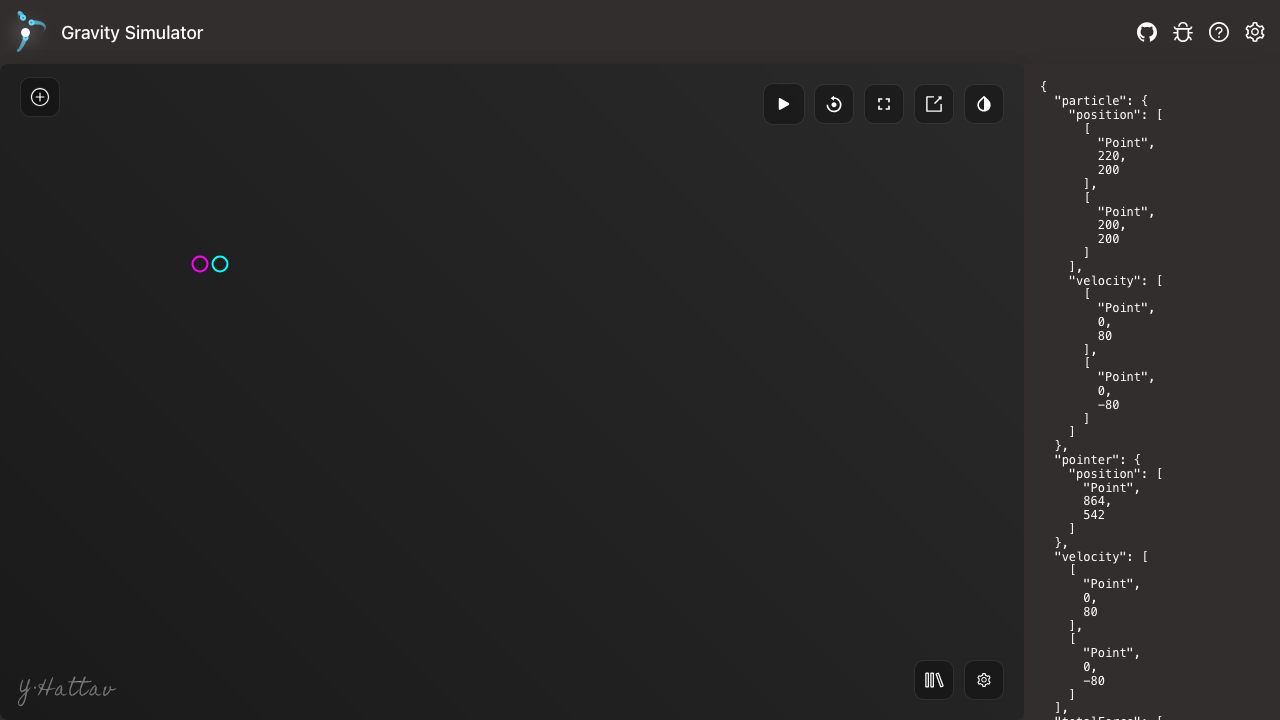 Gravity Simulator
{
"particle": {
"position": [
[
"Point",
220,
200
],
[
"Point",
200,
200
]
],
"velocity": [
[
"Point",
0,
80
],
[
"Point",
0,
-80
]
]
},
"pointer": {
"position": [
"Point",
864,
542
]
},
"velocity": [
[
"Point",
0,
80
],
[
"Point",
0,
-80
]
],
Y·Hattav